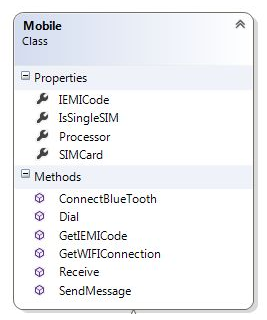 Mobile
Class
Properties
IEMICode
IsSingleSIM
Processor
SIMCard
Methods
ConnectBlueTooth
Dial
GetIEMICode
GetWIFIConnection
Receive
SendMessage